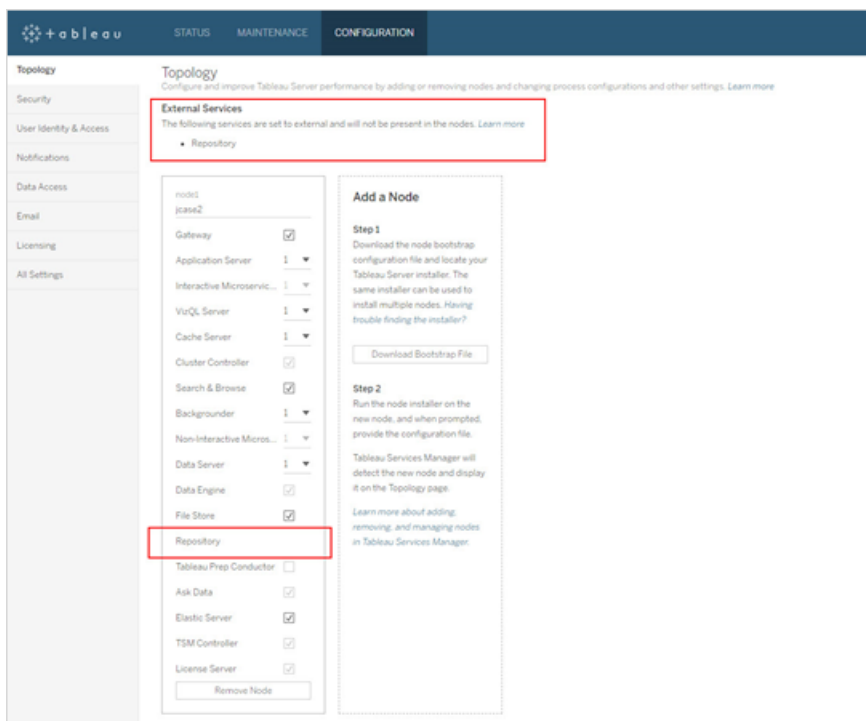 + a b | e a u
STATUS MAINTENANCE CONFIGURATION
Topology
Security
User Identity & Access
Notifications
Data Access
Email
Licensing
All Settings
Topology
Configure and improve Tableau Server performance by adding or removing nodes and changing process configurations and other settings. Learn more
External Services
The following services are set to external and will not be present in the nodes. Learn more
• Repository
node1
jcase2
Gateway
Application Server 1
Interactive Microservic... 1
VizQL Server 1
Cache Server 1
Cluster Controller
Search & Browse
Backgrounder 1
Non-Interactive Micros... 1
Data Server 1
Data Engine
File Store
Repository
Tableau Prep Conductor
Ask Data
Elastic Server
TSM Controller
License Server
Remove Node
Add a Node
Step 1
Download the node bootstrap
configuration file and locate your
Tableau Server installer. The
same installer can be used to
install multiple nodes. Having
trouble finding the installer?
Download Bootstrap File
Step 2
Run the node installer on the
new node, and when prompted,
provide the configuration file.
Tableau Services Manager will
detect the new node and display
it on the Topology page.
Learn more about adding,
removing, and managing nodes
in Tableau Services Manager.